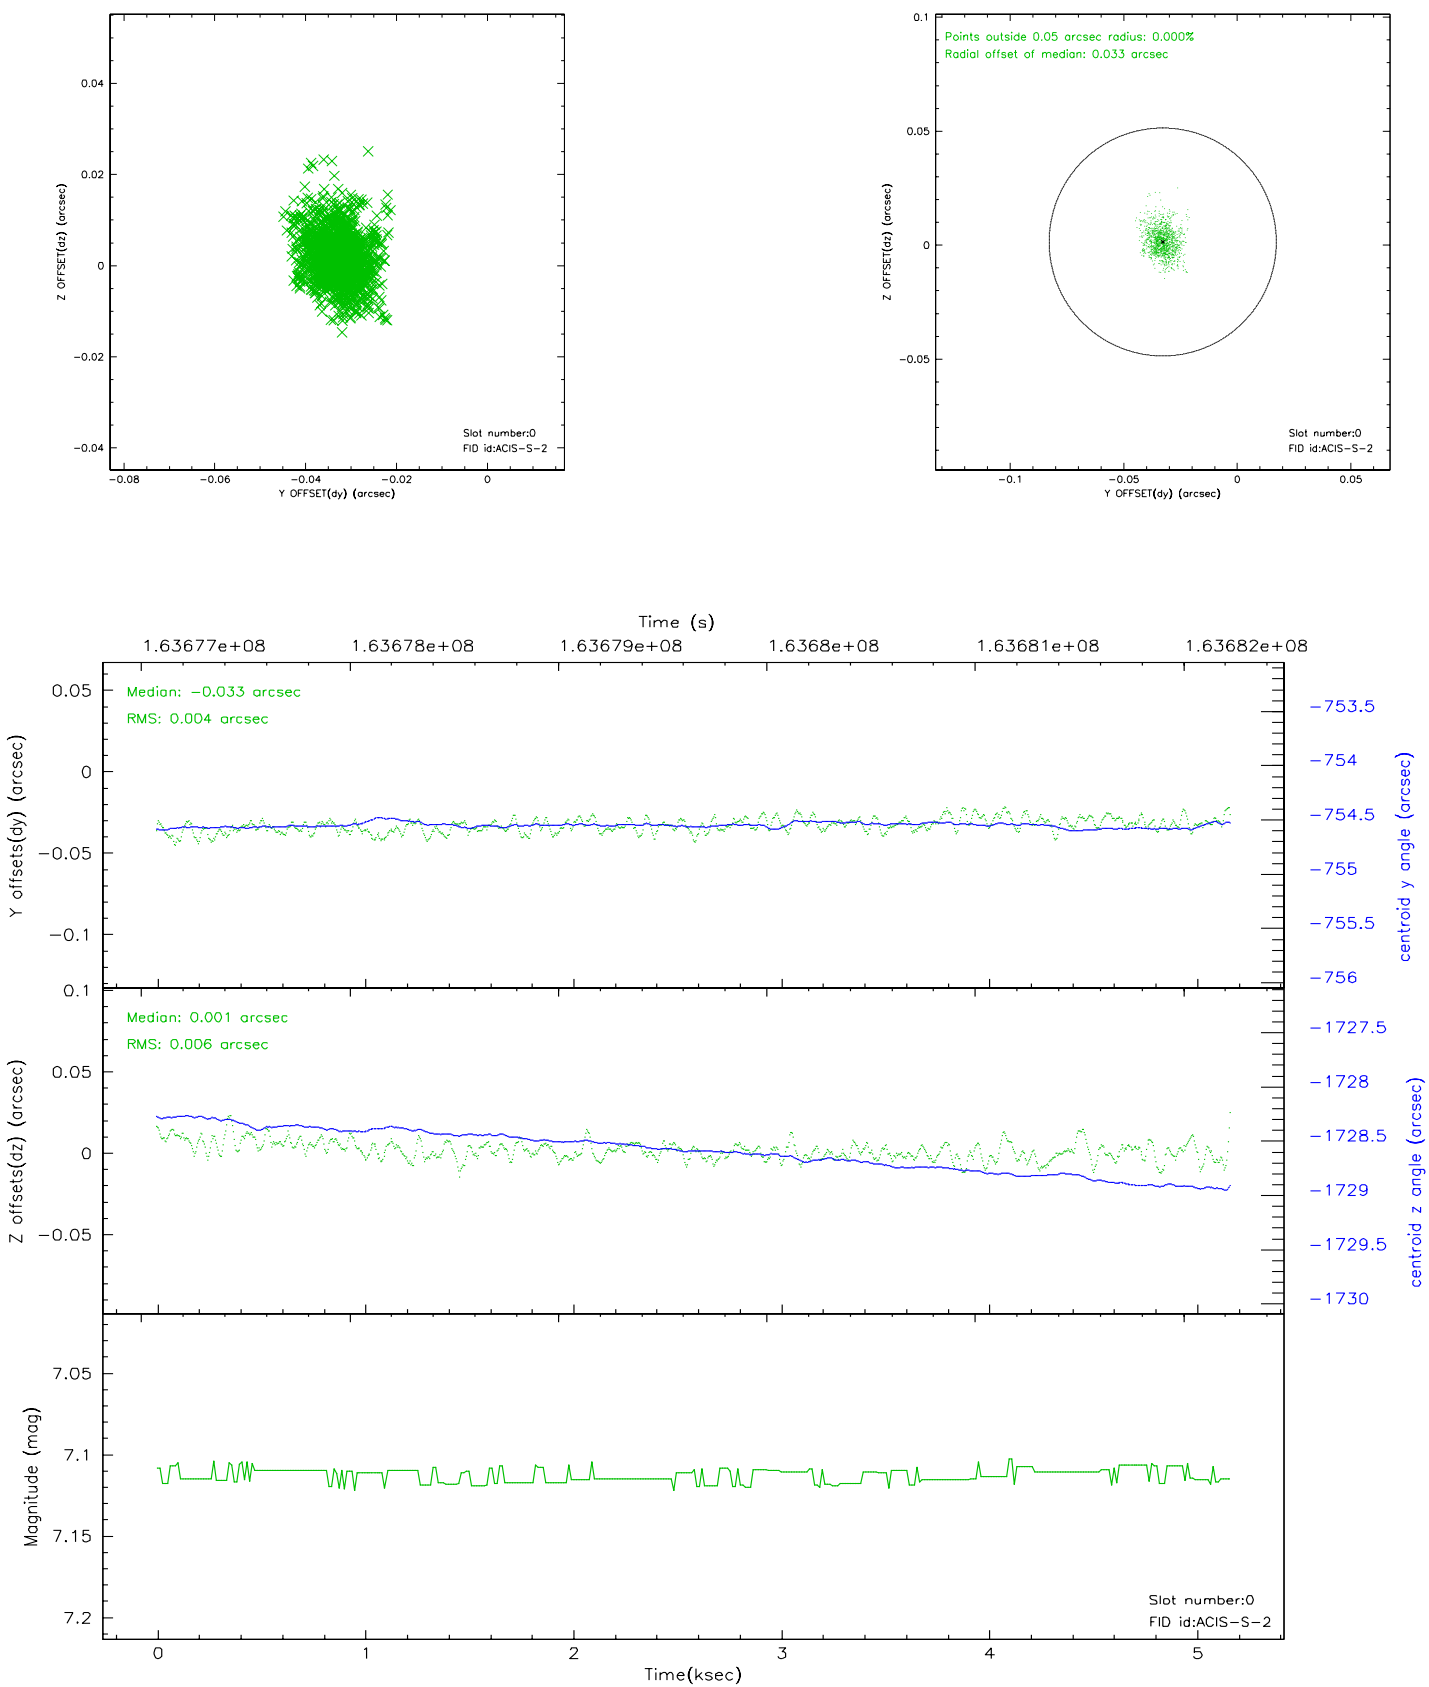 0.04
0.02
0
−0.02
−0.04
Z OFFSET(dz) (arcsec)
Slot number:0
FID id:ACIS−S−2
−0.08
−0.06
−0.04
−0.02
0
Y OFFSET(dy) (arcsec)
0.1
0.05
0
−0.05
Z OFFSET(dz) (arcsec)
Points outside 0.05 arcsec radius: 0.000%
Radial offset of median: 0.033 arcsec
Slot number:0
FID id:ACIS−S−2
−0.1
−0.05
0
0.05
Y OFFSET(dy) (arcsec)
Time (s)
1.63677e+08
1.63678e+08
1.63679e+08
1.6368e+08
1.63681e+08
1.63682e+08
0.05
0
−0.05
−0.1
Y offsets(dy) (arcsec)
Median: −0.033 arcsec
RMS: 0.004 arcsec
−753.5
−754
−754.5
−755
−755.5
−756
centroid y angle (arcsec)
0.1
0.05
0
−0.05
Z offsets(dz) (arcsec)
Median: 0.001 arcsec
RMS: 0.006 arcsec
−1727.5
−1728
−1728.5
−1729
−1729.5
−1730
centroid z angle (arcsec)
7.05
7.1
7.15
7.2
Magnitude (mag)
Slot number:0
FID id:ACIS−S−2
0
1
2
3
4
5
Time(ksec)